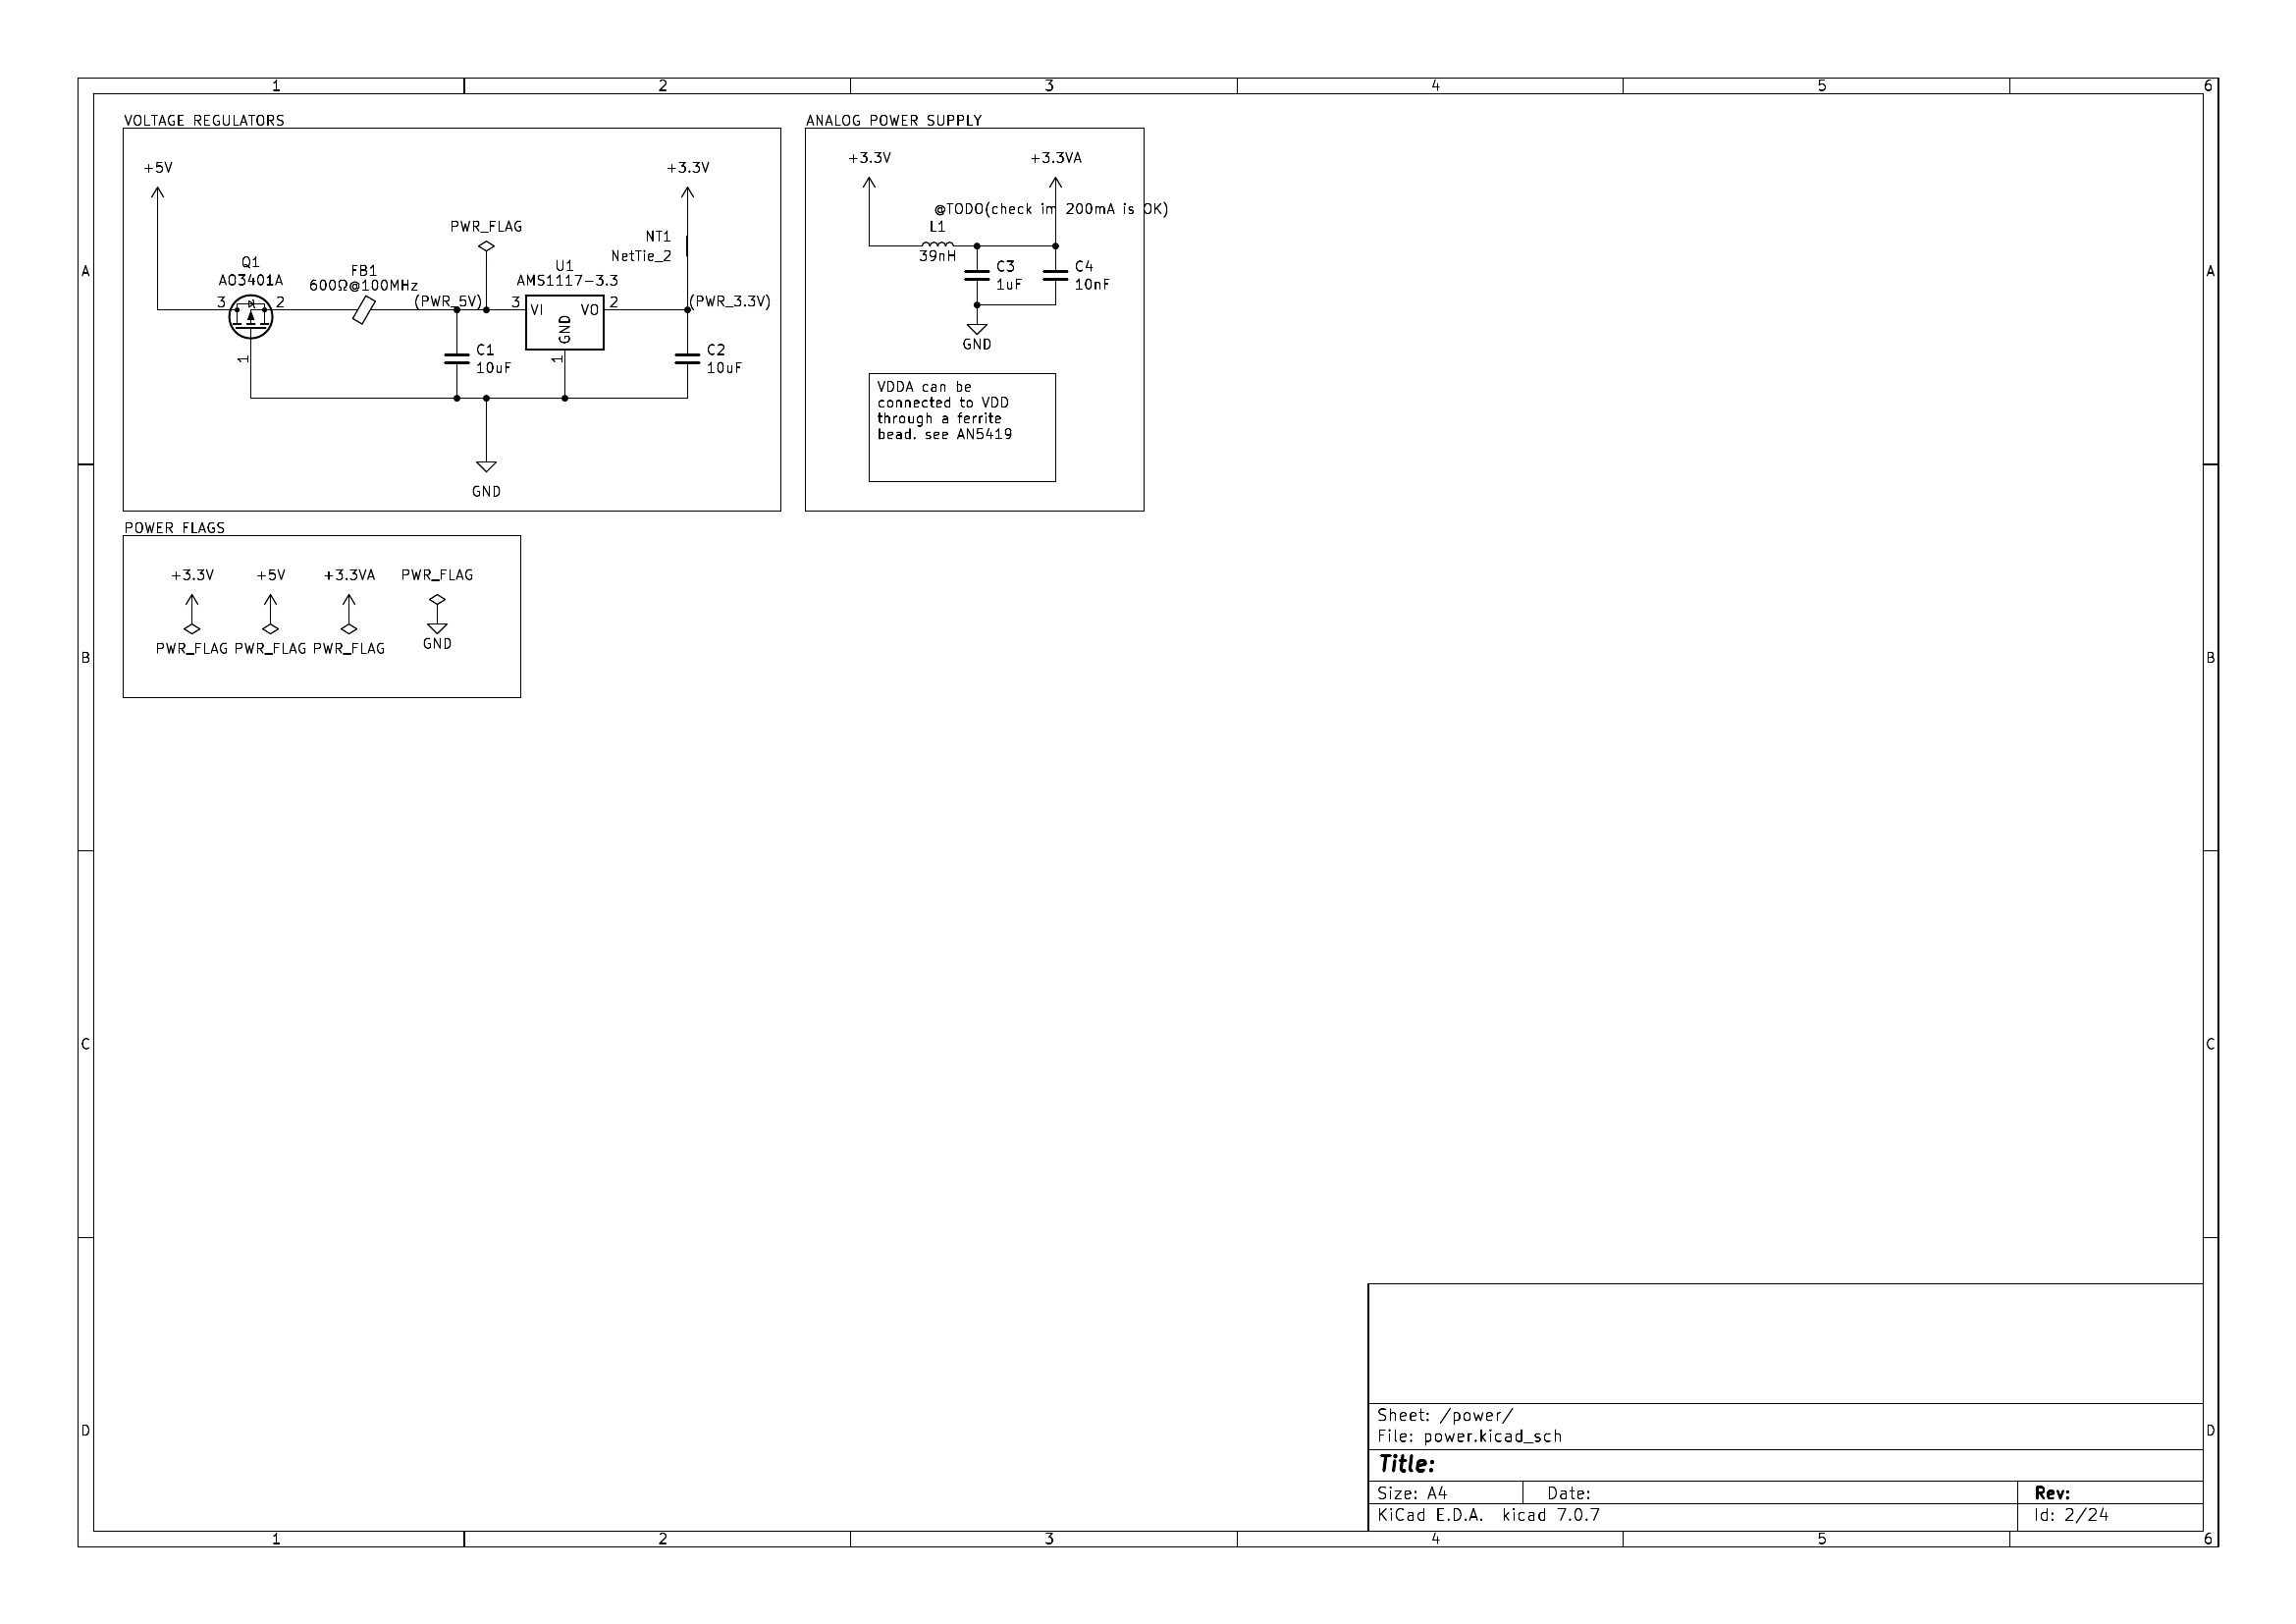 1 2 3 4 5 6
A
B
C
D
VOLTAGE REGULATORS
+5V
+3.3V
PWR_FLAG
NT1
NetTie_2
Q1
AO3401A
FB1
600Ω@100MHz
U1
AMS1117-3.3
3
2
1
(PWR_5V)
3
VI
VO
GND
2
1
(PWR_3.3V)
C1
10uF
C2
10uF
GND
ANALOG POWER SUPPLY
+3.3V
+3.3VA
@TODO(check im 200mA is OK)
L1
39nH
C3
1uF
C4
10nF
GND
VDDA can be
connected to VDD
through a ferrite
bead. see AN5419
POWER FLAGS
+3.3V
+5V
+3.3VA
PWR_FLAG
PWR_FLAG
PWR_FLAG
PWR_FLAG
GND
A
B
C
D
Sheet: /power/
File: power.kicad_sch
Title:
Size: A4
Date:
Rev:
KiCad E.D.A. kicad 7.0.7
Id: 2/24
1 2 3 4 5 6